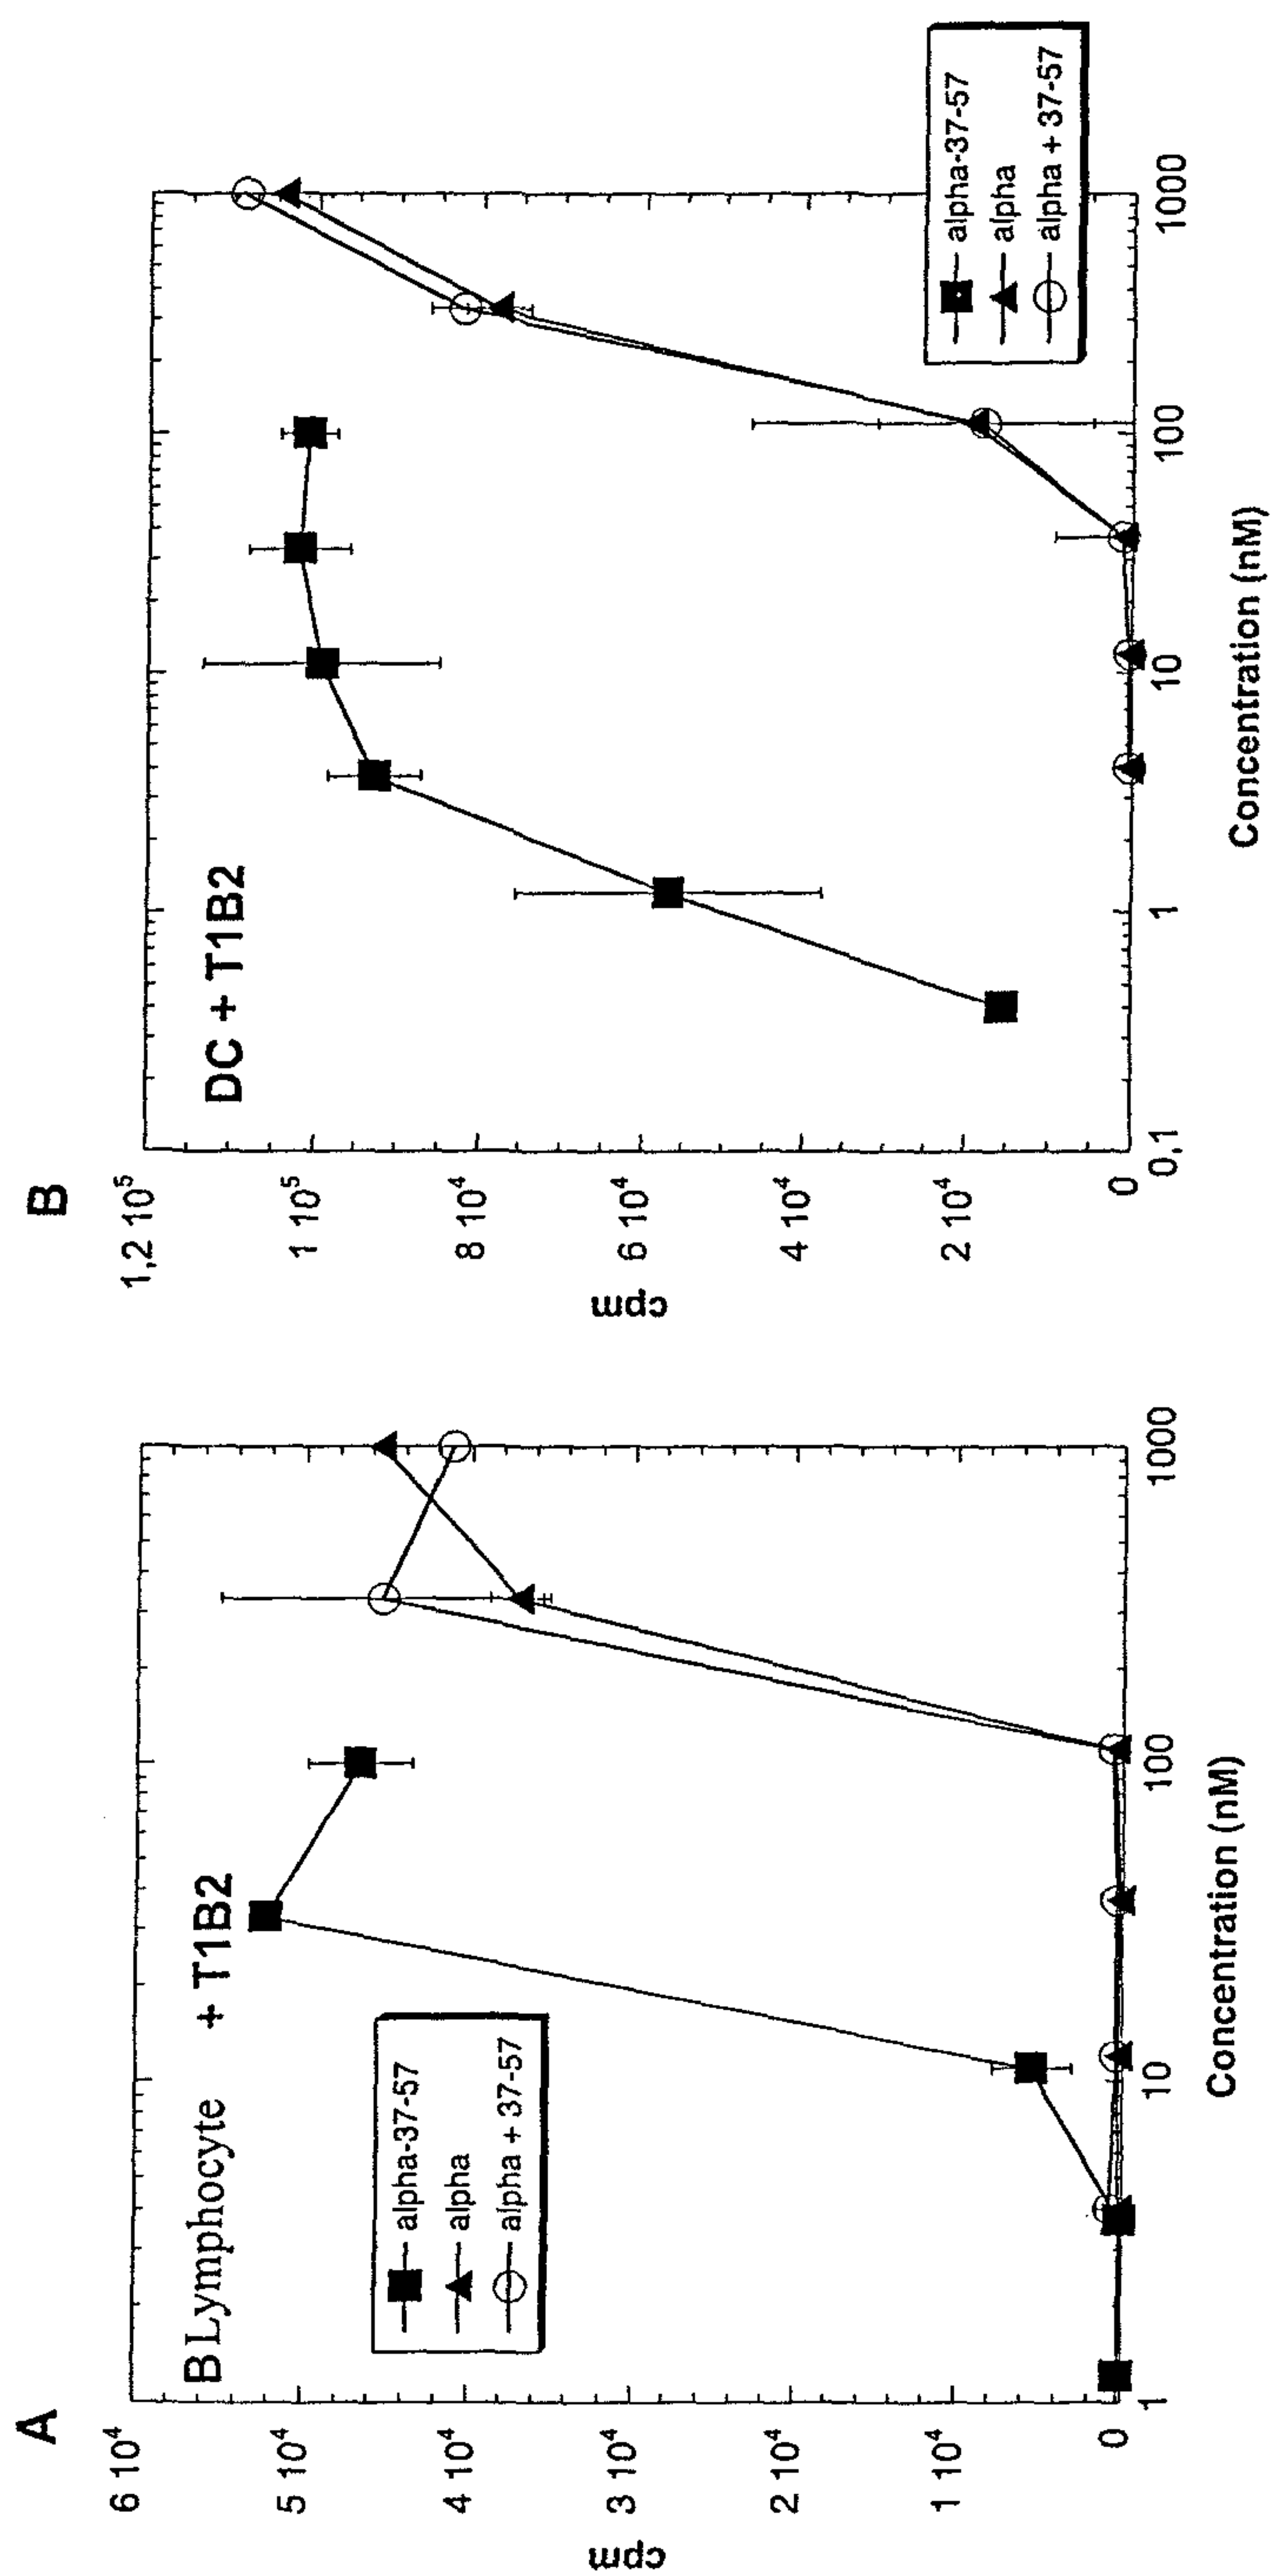 A
B Lymphocyte + T1B2
6 10⁴
5 10⁴
4 10⁴
3 10⁴
2 10⁴
1 10⁴
0
cpm
alpha-37-57
alpha
alpha + 37-57
1
10
100
1000
Concentration (nM)
B
DC + T1B2
1,2 10⁵
1 10⁵
8 10⁴
6 10⁴
4 10⁴
2 10⁴
0
cpm
0,1
1
10
100
1000
Concentration (nM)
alpha-37-57
alpha
alpha + 37-57